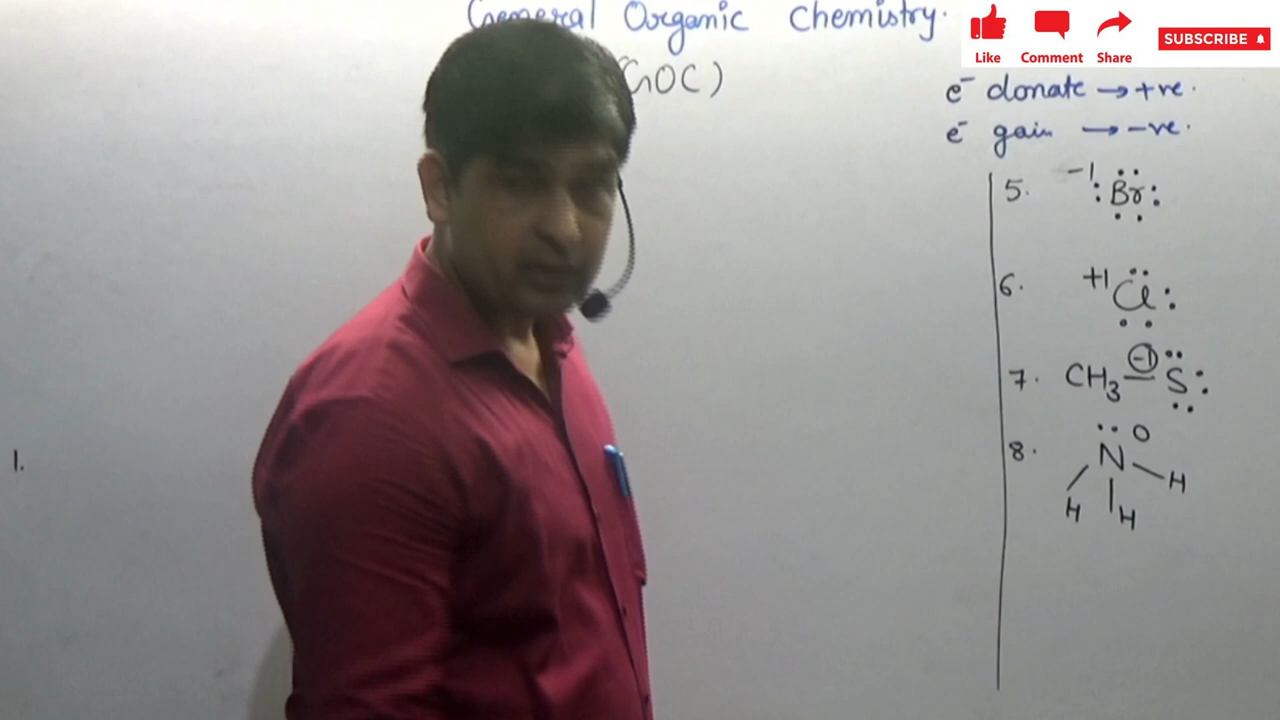 General Organic Chemistry.
(GOC)
Like Comment Share SUBSCRIBE
e⁻ donate → +ve.
e⁻ gain → -ve.
5. -1 Br
6. +1 Cl
7. CH₃ – S -1
8. N 0
H H H
1.